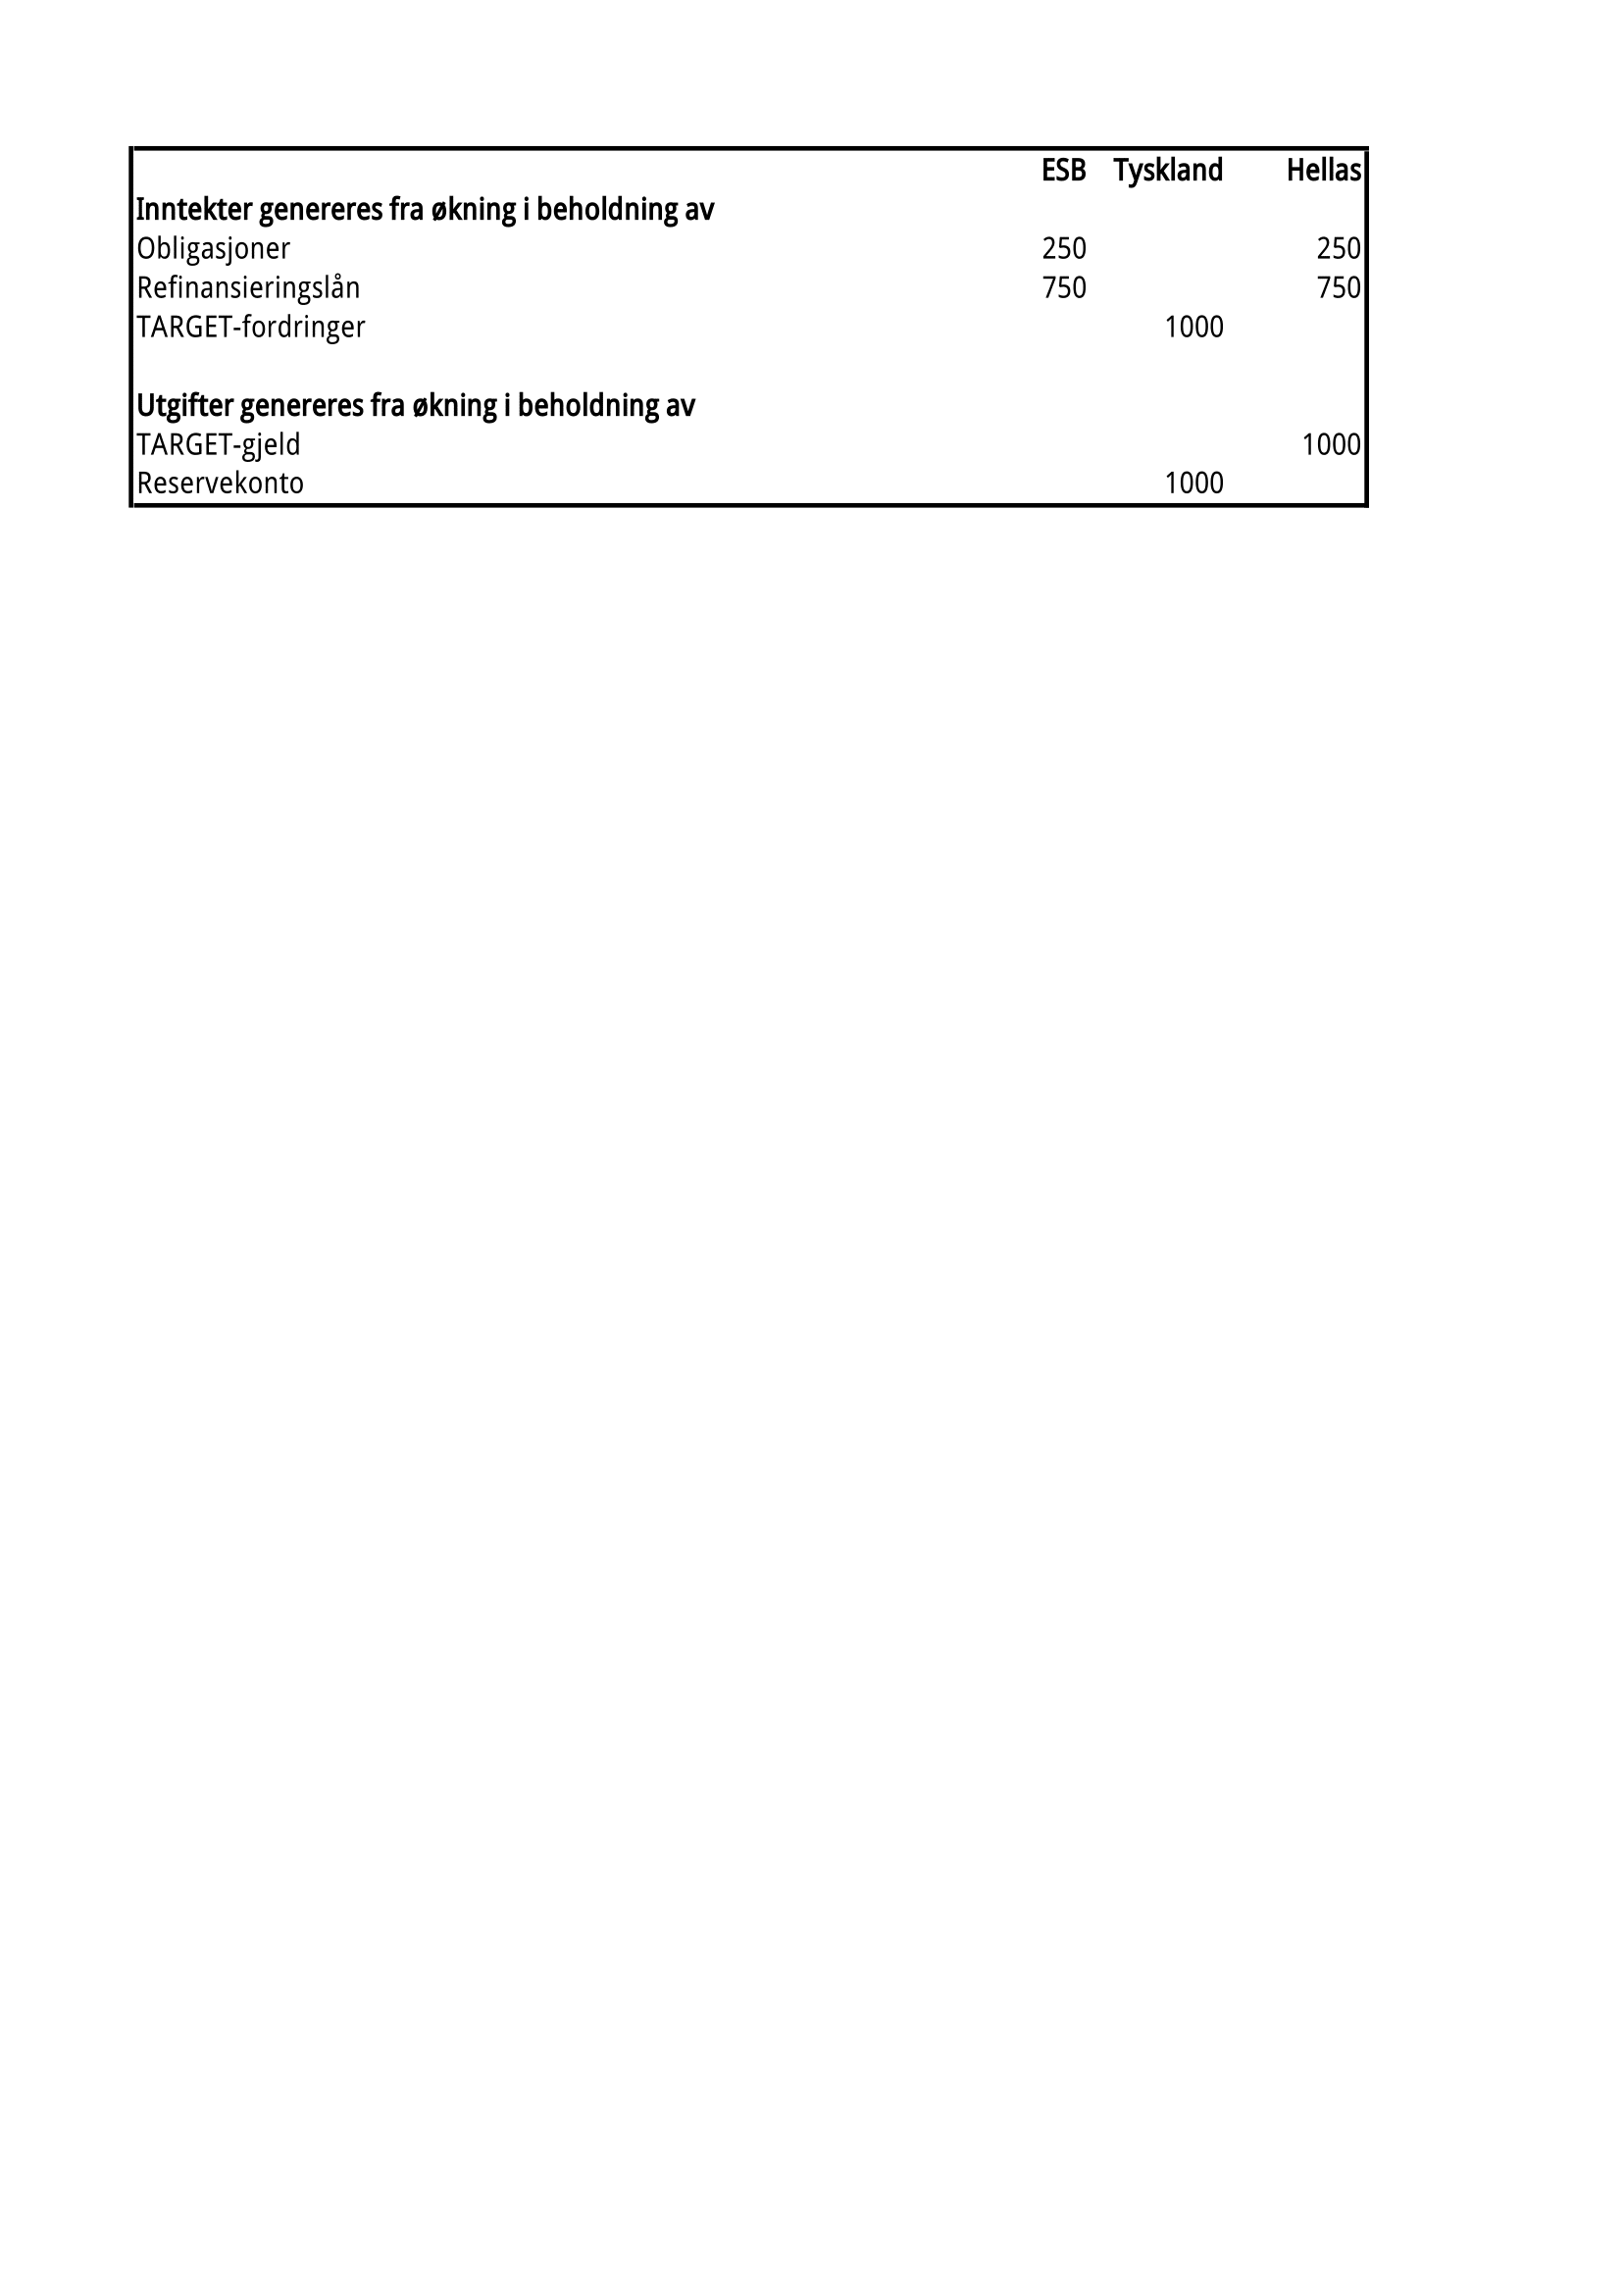 ESB Tyskland Hellas
Inntekter genereres fra økning i beholdning av
Obligasjoner 250 250
Refinansieringslån 750 750
TARGET-fordringer 1000
Utgifter genereres fra økning i beholdning av
TARGET-gjeld 1000
Reservekonto 1000